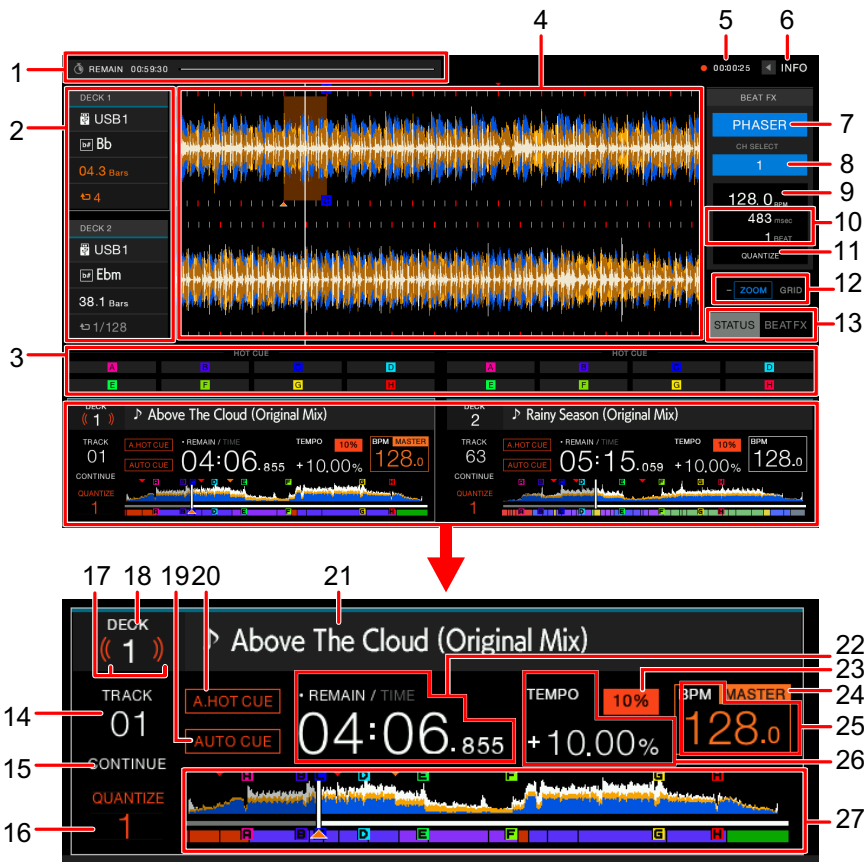 4 5 6
1 REMAIN 00:59:30 00:00:25 INFO
2 DECK 1 BEAT FX
USB1 PHASER 7
b# Bb CH SELECT
04.3 Bars 1 8
4 128.0 BPM 9
DECK 2 483 msec 10
USB1 1 BEAT
b# Ebm QUANTIZE 11
38.1 Bars - ZOOM GRID 12
1/128 STATUS BEAT FX 13
3 HOT CUE HOT CUE
A B C D A B C D
E F G H E F G H
DECK 1 ♪ Above The Cloud (Original Mix) DECK 2 ♪ Rainy Season (Original Mix)
TRACK 01 A.HOT CUE • REMAIN / TIME TEMPO 10% BPM MASTER TRACK 63 A.HOT CUE • REMAIN / TIME TEMPO 10% BPM
CONTINUE AUTO CUE 04:06.855 +10.00% 128.0 CONTINUE AUTO CUE 05:15.059 +10.00% 128.0
QUANTIZE 1 A B C D E F G H QUANTIZE 1 A B C D E F G H
A B C D E F G H A B C D E F G H
17 18 19 20 21
DECK 1 ♪ Above The Cloud (Original Mix) 22
23
14 TRACK 01 A.HOT CUE • REMAIN / TIME TEMPO 10% BPM MASTER 24
15 CONTINUE AUTO CUE 04:06.855 +10.00% 128.0 25
26
16 QUANTIZE 1 A B C D E F G H 27
A B E F G H